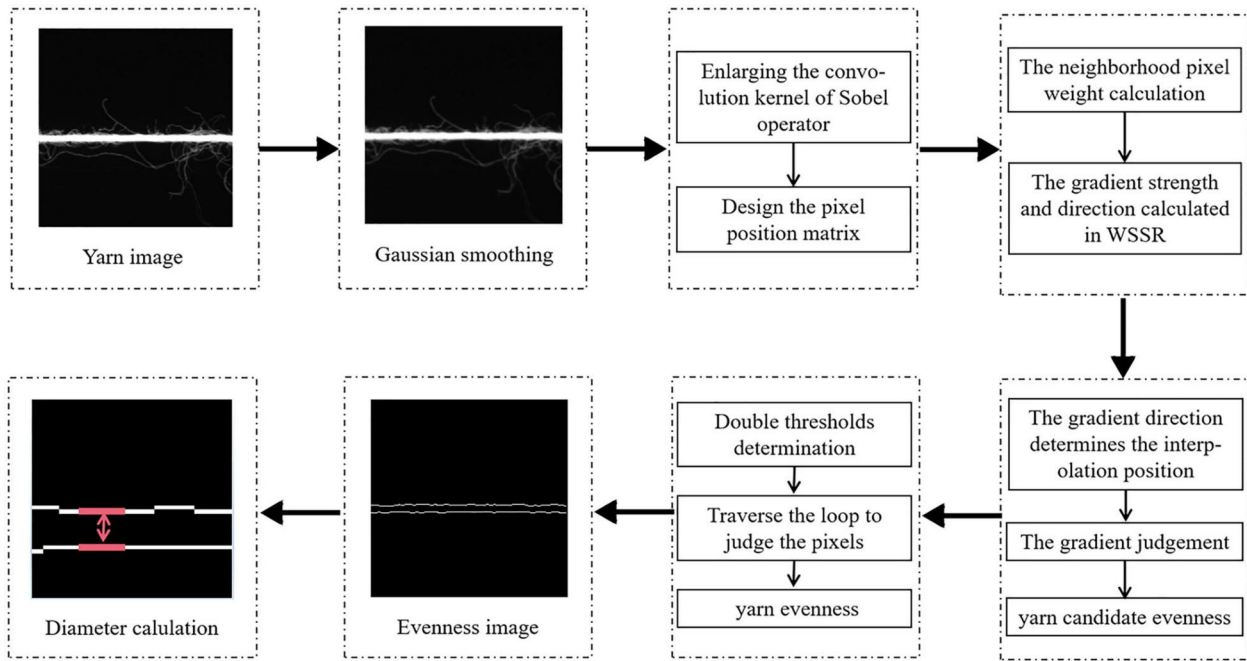 Yarn image
Gaussian smoothing
Enlarging the convo-
lution kernel of Sobel
operator
Design the pixel
position matrix
The neighborhood pixel
weight calculation
The gradient strength
and direction calculated
in WSSR
The gradient direction
determines the interp-
olation position
The gradient judgement
yarn candidate evenness
Double thresholds
determination
Traverse the loop to
judge the pixels
yarn evenness
Evenness image
Diameter calulation